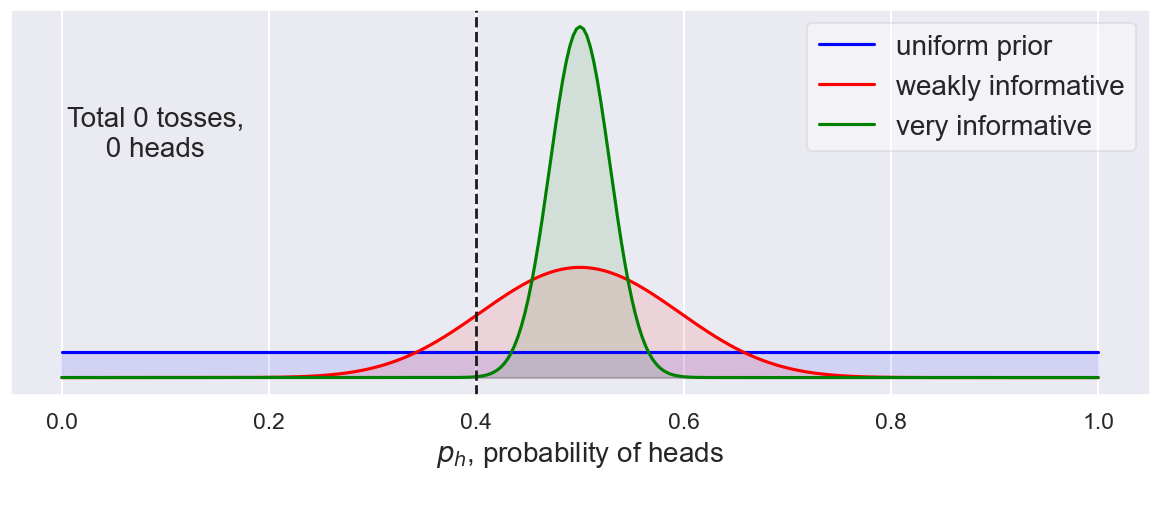 uniform prior
weakly informative
very informative
Total 0 tosses,
0 heads
0.0 0.2 0.4 0.6 0.8 1.0
p_h, probability of heads